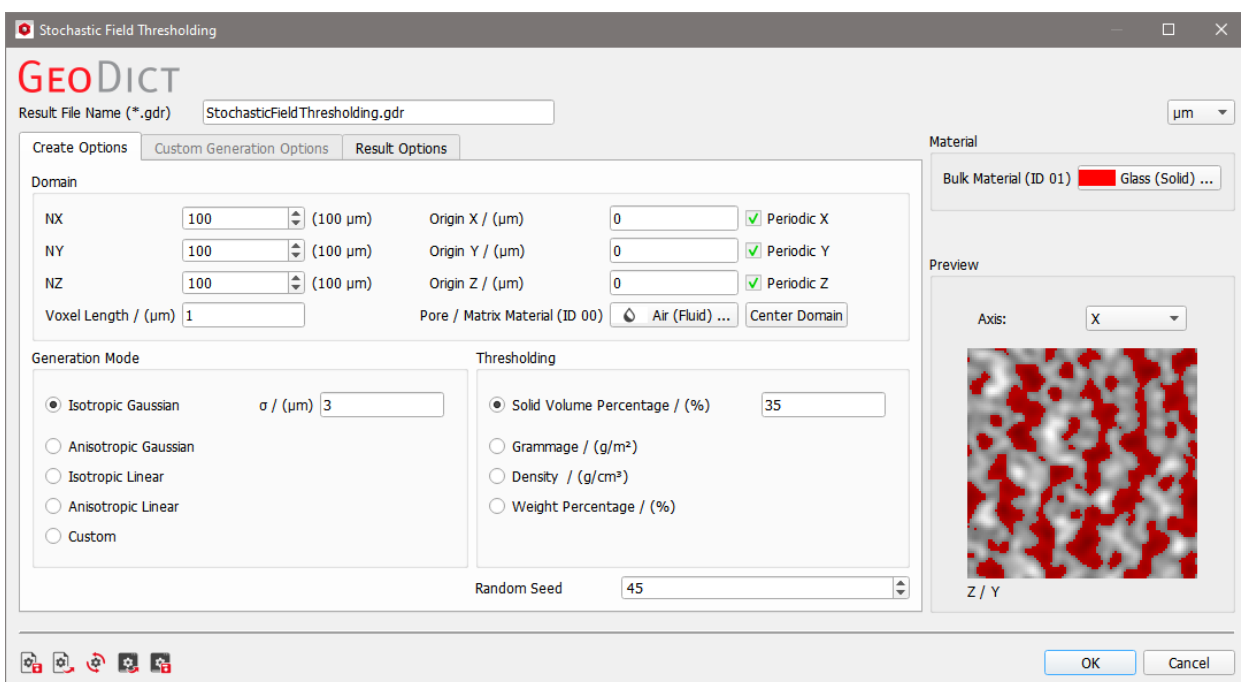 Stochastic Field Thresholding
GEODICT
Result File Name (*.gdr) StochasticFieldThresholding.gdr µm
Create Options Custom Generation Options Result Options
Material
Domain
Bulk Material (ID 01) Glass (Solid) ...
NX 100 (100 µm) Origin X / (µm) 0 Periodic X
NY 100 (100 µm) Origin Y / (µm) 0 Periodic Y
NZ 100 (100 µm) Origin Z / (µm) 0 Periodic Z
Voxel Length / (µm) 1 Pore / Matrix Material (ID 00) Air (Fluid) ... Center Domain
Preview
Axis: X
Generation Mode
Thresholding
Isotropic Gaussian σ / (µm) 3
Solid Volume Percentage / (%) 35
Anisotropic Gaussian
Grammage / (g/m²)
Isotropic Linear
Density / (g/cm³)
Anisotropic Linear
Weight Percentage / (%)
Custom
Random Seed 45
Z / Y
OK Cancel